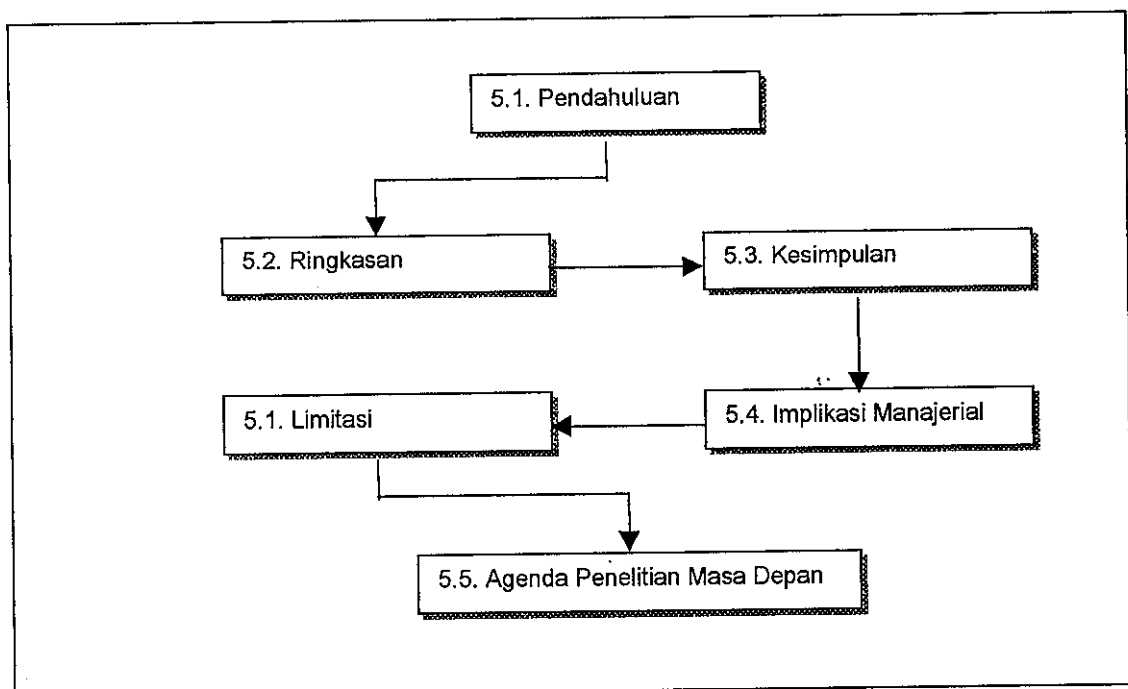 5.1. Pendahuluan
5.2. Ringkasan
5.3. Kesimpulan
5.1. Limitasi
5.4. Implikasi Manajerial
5.5. Agenda Penelitian Masa Depan